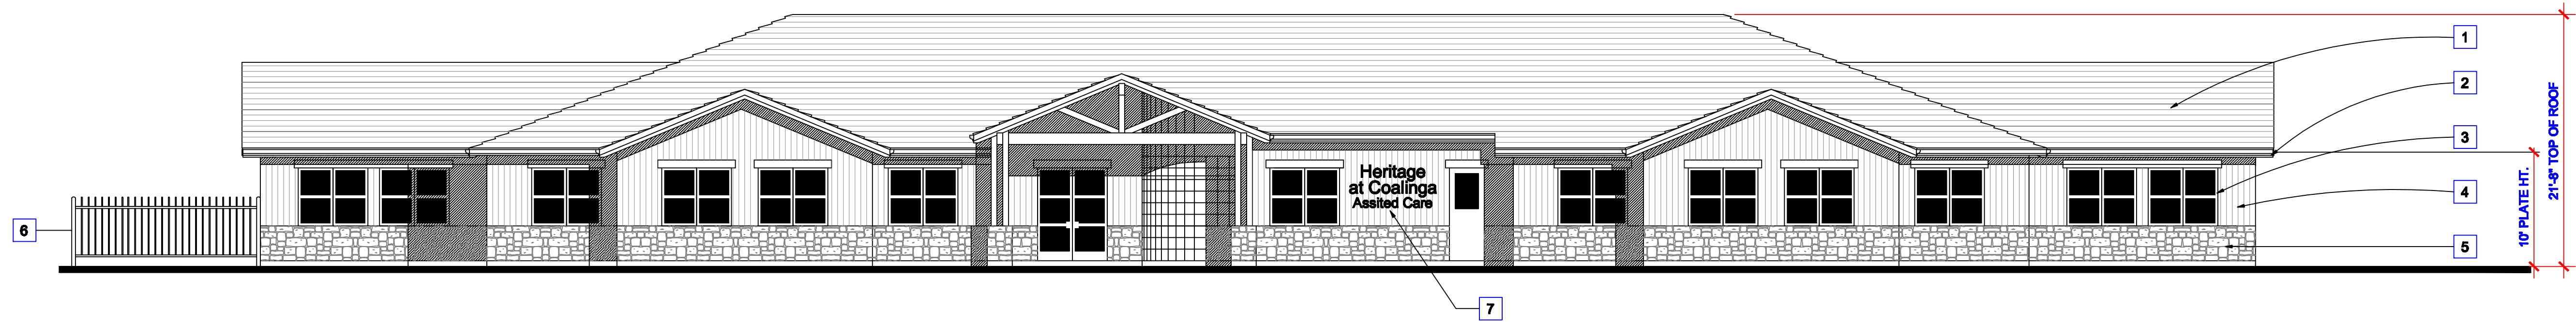 1
2
3
4
5
6
7
Heritage
at Coalinga
Assited Care
10' PLATE HT.
21'-8" TOP OF ROOF